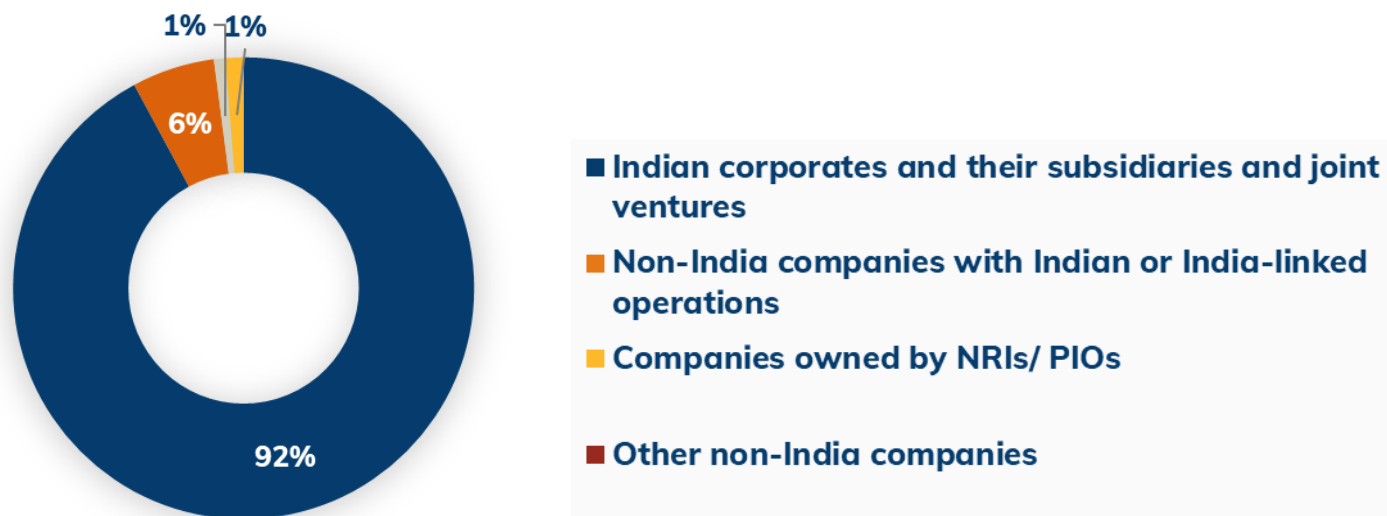 1% 1%
6%
92%
Indian corporates and their subsidiaries and joint
ventures
Non-India companies with Indian or India-linked
operations
Companies owned by NRIs/ PIOs
Other non-India companies